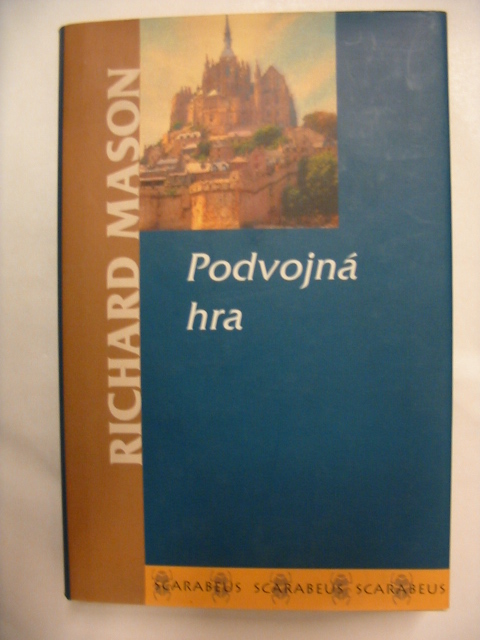 RICHARD MASON
Podvojná
hra
SCARABEUS SCARABEUS SCARABEUS